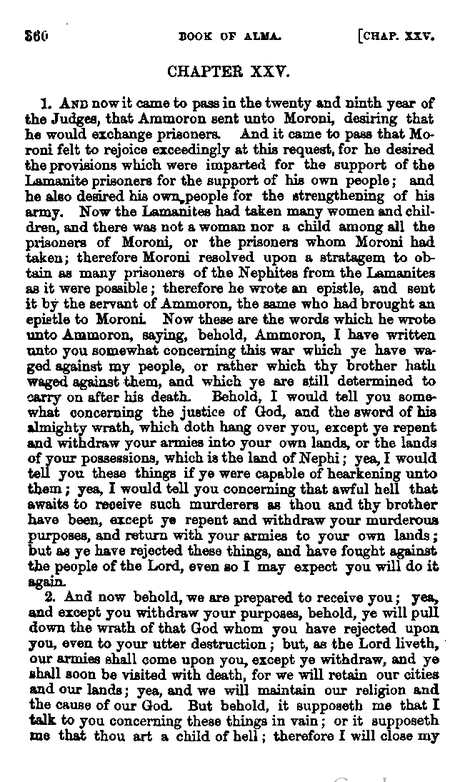 360 BOOK OF ALMA. [CHAP. XXV.
CHAPTER XXV.
1. AND now it came to pass in the twenty and ninth year of
the Judges, that Ammoron sent unto Moroni, desiring that
he would exchange prisoners. And it came to pass that Mo-
roni felt to rejoice exceedingly at this request, for he desired
the provisions which were imparted for the support of the
Lamanite prisoners for the support of his own people; and
he also desired his own people for the strengthening of his
army. Now the Lamanites had taken many women and chil-
dren, and there was not a woman nor a child among all the
prisoners of Moroni, or the prisoners whom Moroni had
taken; therefore Moroni resolved upon a stratagem to ob-
tain as many prisoners of the Nephites from the Lamanites
as it were possible; therefore he wrote an epistle, and sent
it by the servant of Ammoron, the same who had brought an
epistle to Moroni. Now these are the words which he wrote
unto Ammoron, saying, behold, Ammoron, I have written
unto you somewhat concerning this war which ye have wa-
ged against my people, or rather which thy brother hath
waged against them, and which ye are still determined to
carry on after his death. Behold, I would tell you some-
what concerning the justice of God, and the sword of his
almighty wrath, which doth hang over you, except ye repent
and withdraw your armies into your own lands, or the lands
of your possessions, which is the land of Nephi; yea, I would
tell you these things if ye were capable of hearkening unto
them; yea, I would tell you concerning that awful hell that
awaits to receive such murderers as thou and thy brother
have been, except ye repent and withdraw your murderous
purposes, and return with your armies to your own lands;
but as ye have rejected these things, and have fought against
the people of the Lord, even so I may expect you will do it
again.
2. And now behold, we are prepared to receive you; yea,
and except you withdraw your purposes, behold, ye will pull
down the wrath of that God whom you have rejected upon
you, even to your utter destruction; but, as the Lord liveth,
our armies shall come upon you, except ye withdraw, and ye
shall soon be visited with death, for we will retain our cities
and our lands; yea, and we will maintain our religion and
the cause of our God. But behold, it supposeth me that I
talk to you concerning these things in vain; or it supposeth
me that thou art a child of hell; therefore I will close my